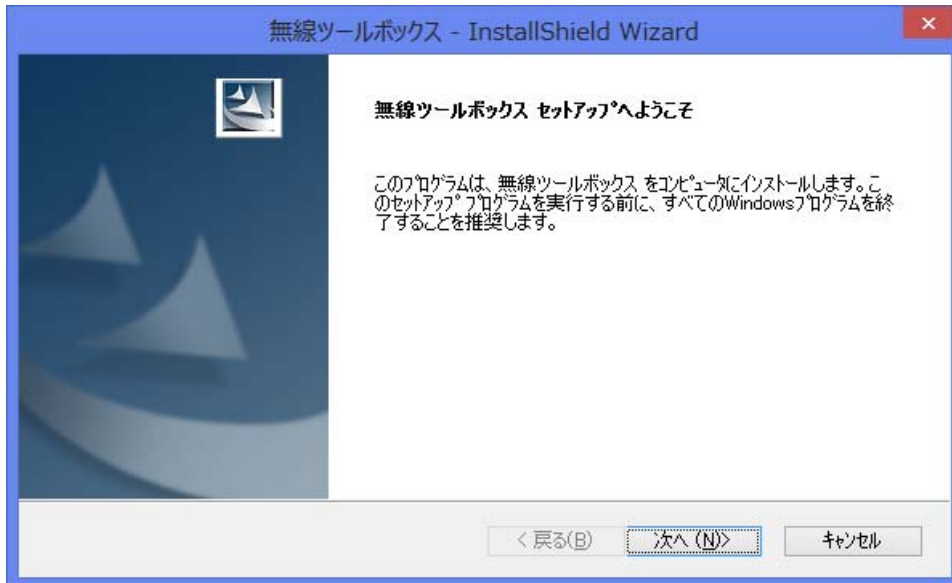 無線ツールボックス - InstallShield Wizard
無線ツールボックス セットアップへようこそ
このプログラムは、無線ツールボックス をコンピュータにインストールします。こ
のセットアップ プログラムを実行する前に、すべてのWindowsプログラムを終
了することを推奨します。
< 戻る(B) 次へ (N)> キャンセル